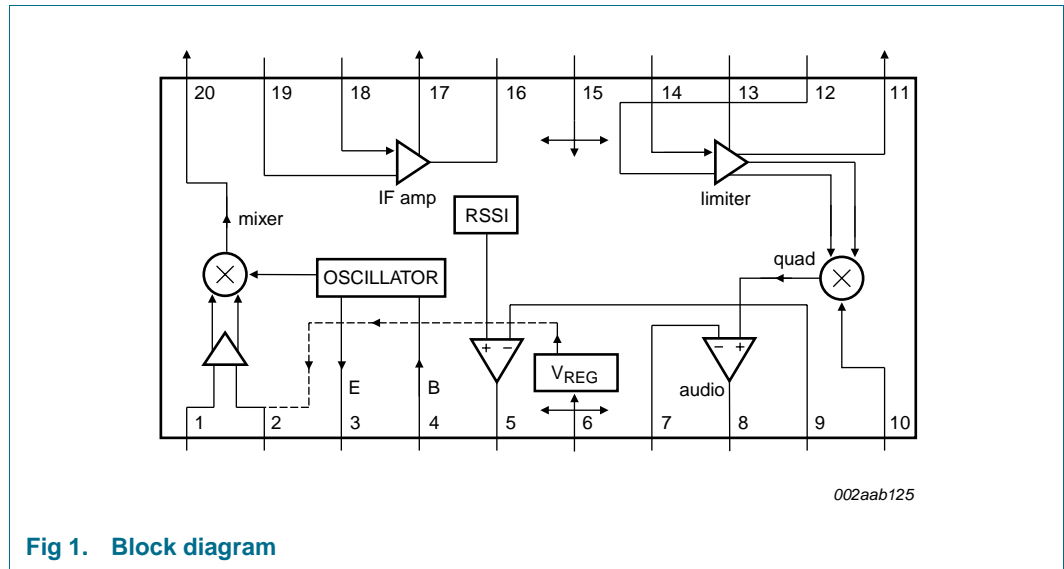 20 19 18 17 16 15 14 13 12 11
IF amp
limiter
RSSI
mixer
quad
OSCILLATOR
+ −
− +
VREG
E B
audio
1 2 3 4 5 6 7 8 9 10
002aab125
Fig 1. Block diagram